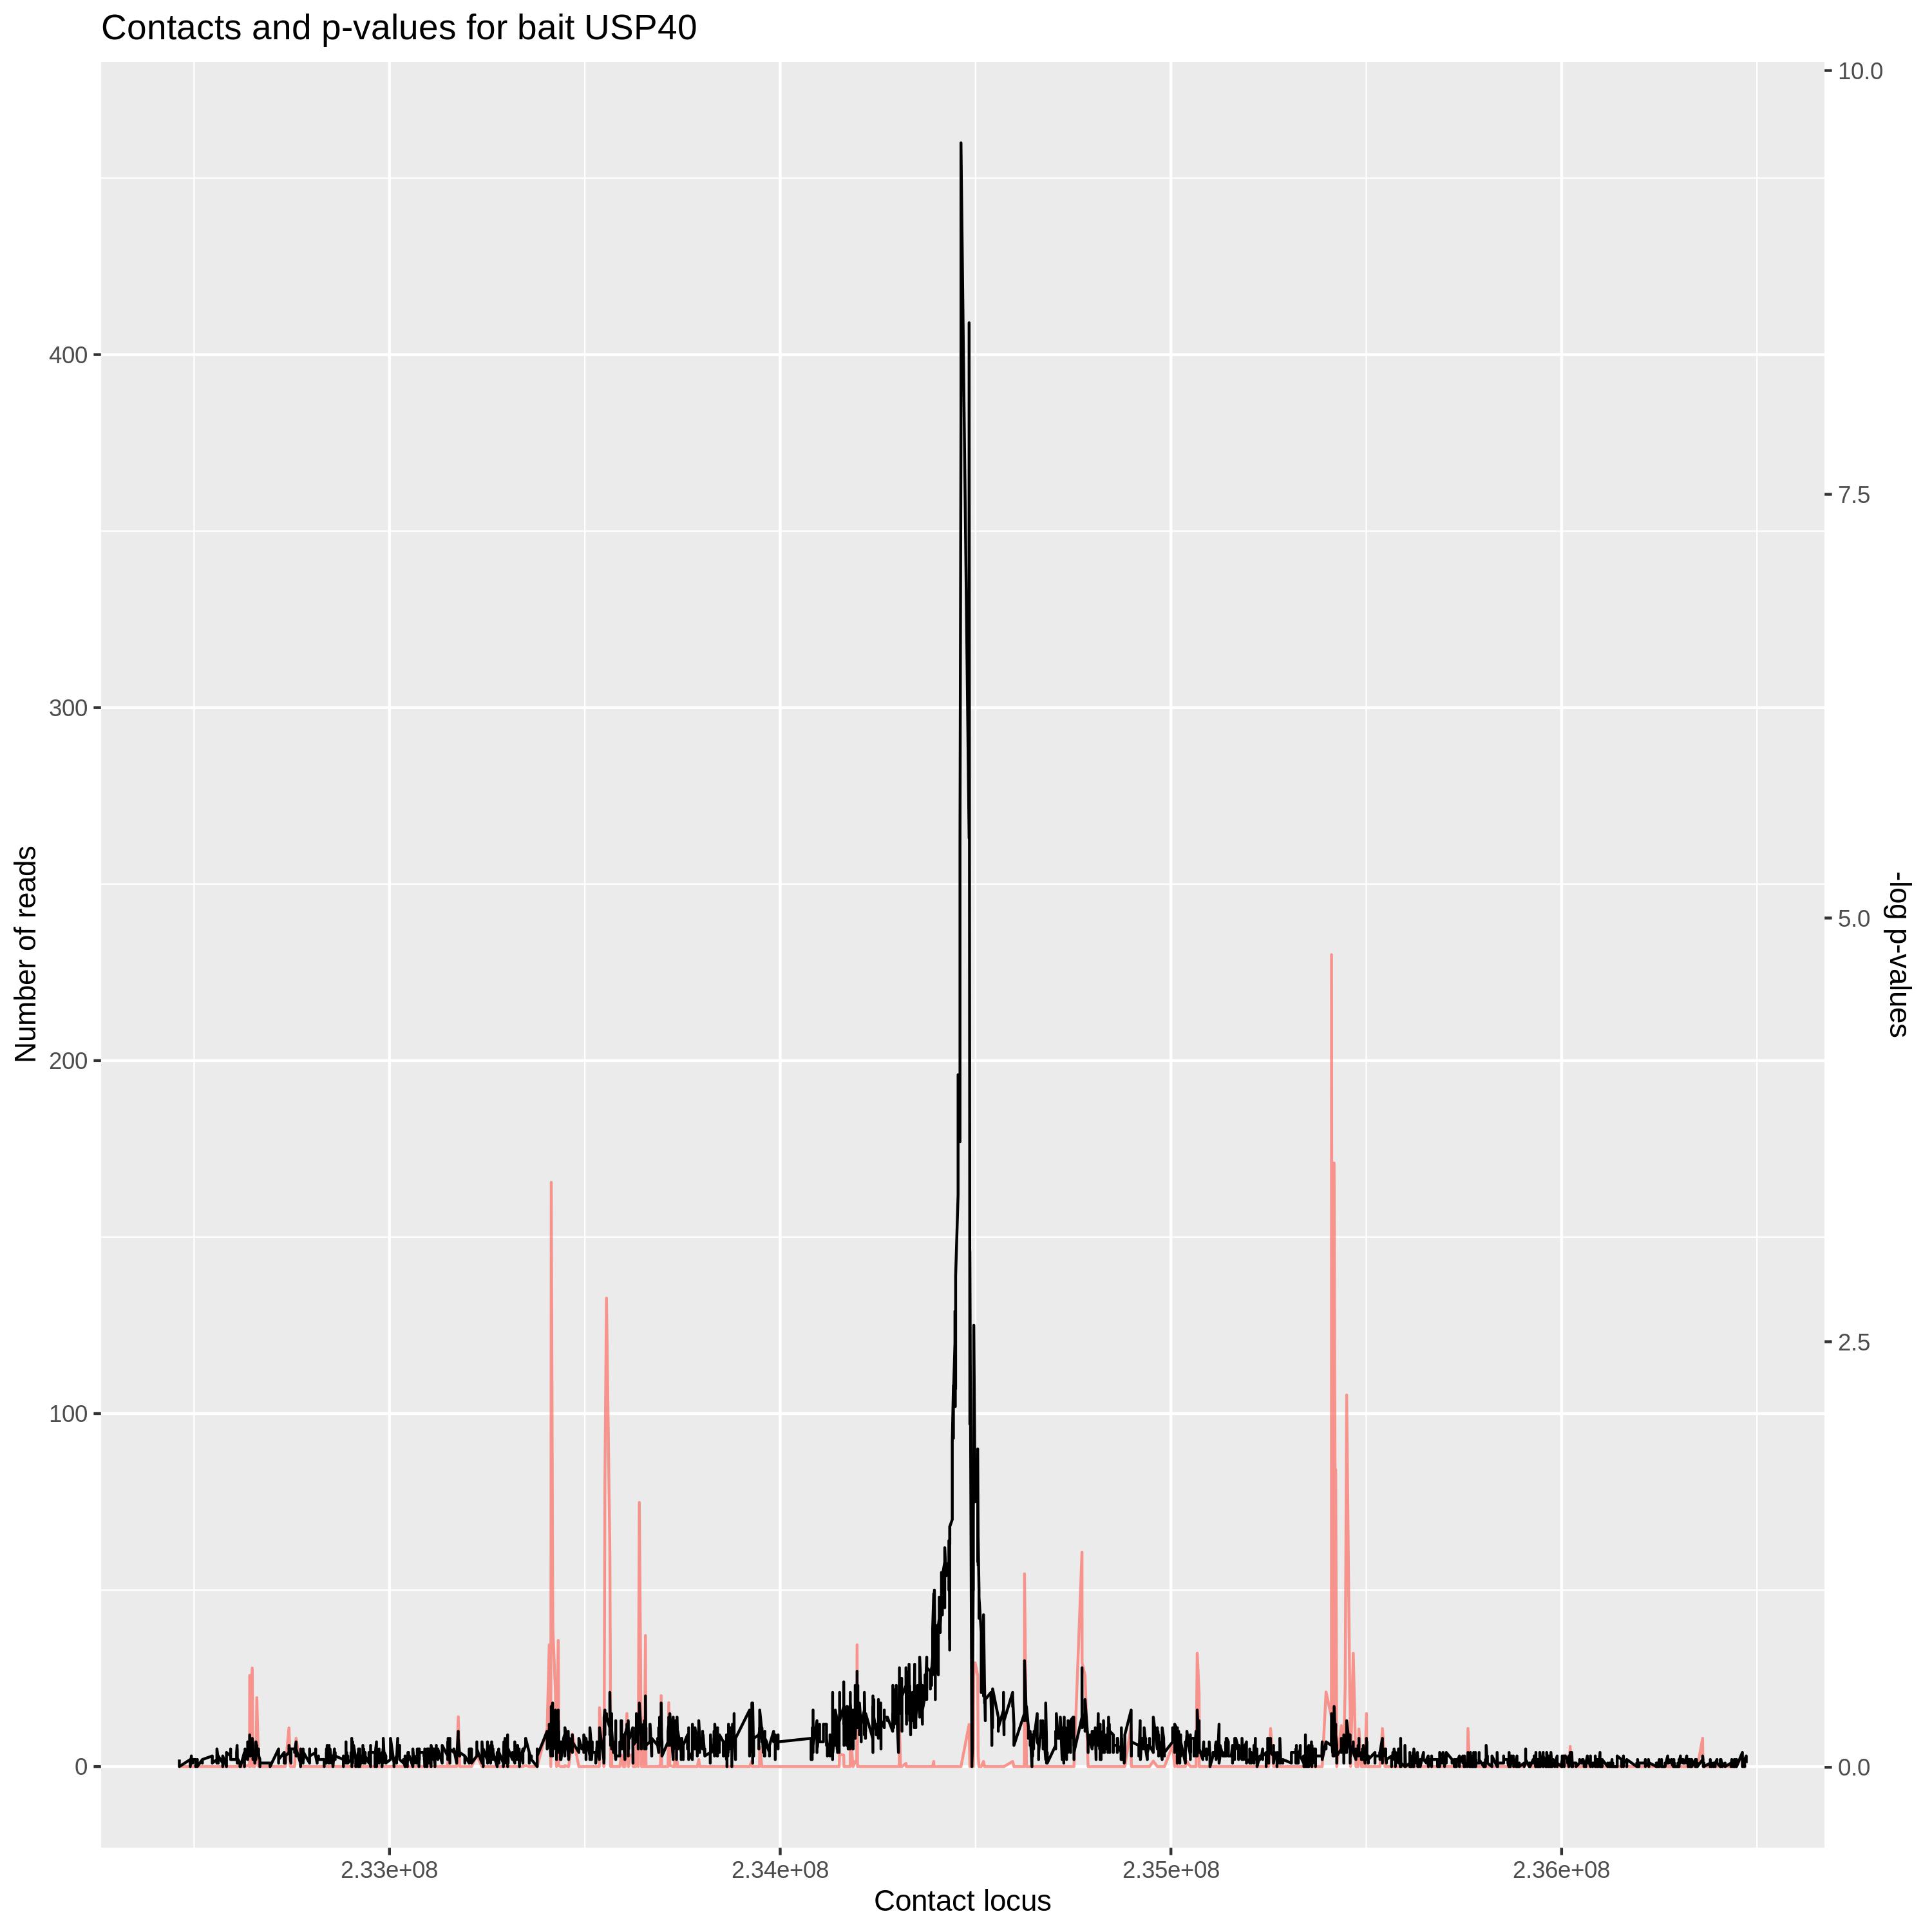 Contacts and p-values for bait USP40
10.0
7.5
5.0
2.5
0.0
-log p-values
400
300
200
100
0
Number of reads
2.33e+08
2.34e+08
2.35e+08
2.36e+08
Contact locus